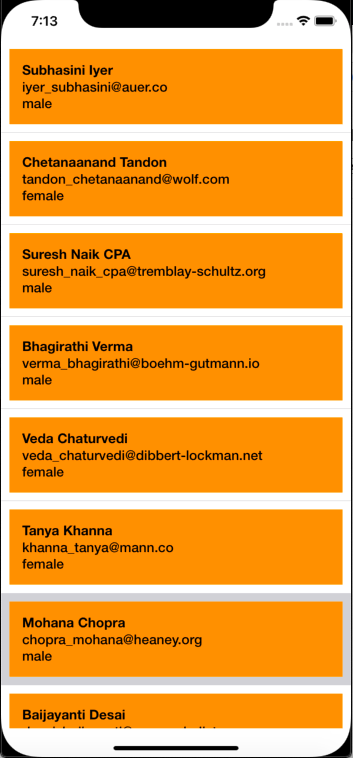 7:13
Subhasini Iyer
iyer_subhasini@auer.co
male
Chetanaanand Tandon
tandon_chetanaanand@wolf.com
female
Suresh Naik CPA
suresh_naik_cpa@tremblay-schultz.org
male
Bhagirathi Verma
verma_bhagirathi@boehm-gutmann.io
male
Veda Chaturvedi
veda_chaturvedi@dibbert-lockman.net
female
Tanya Khanna
khanna_tanya@mann.co
female
Mohana Chopra
chopra_mohana@heaney.org
male
Baijayanti Desai